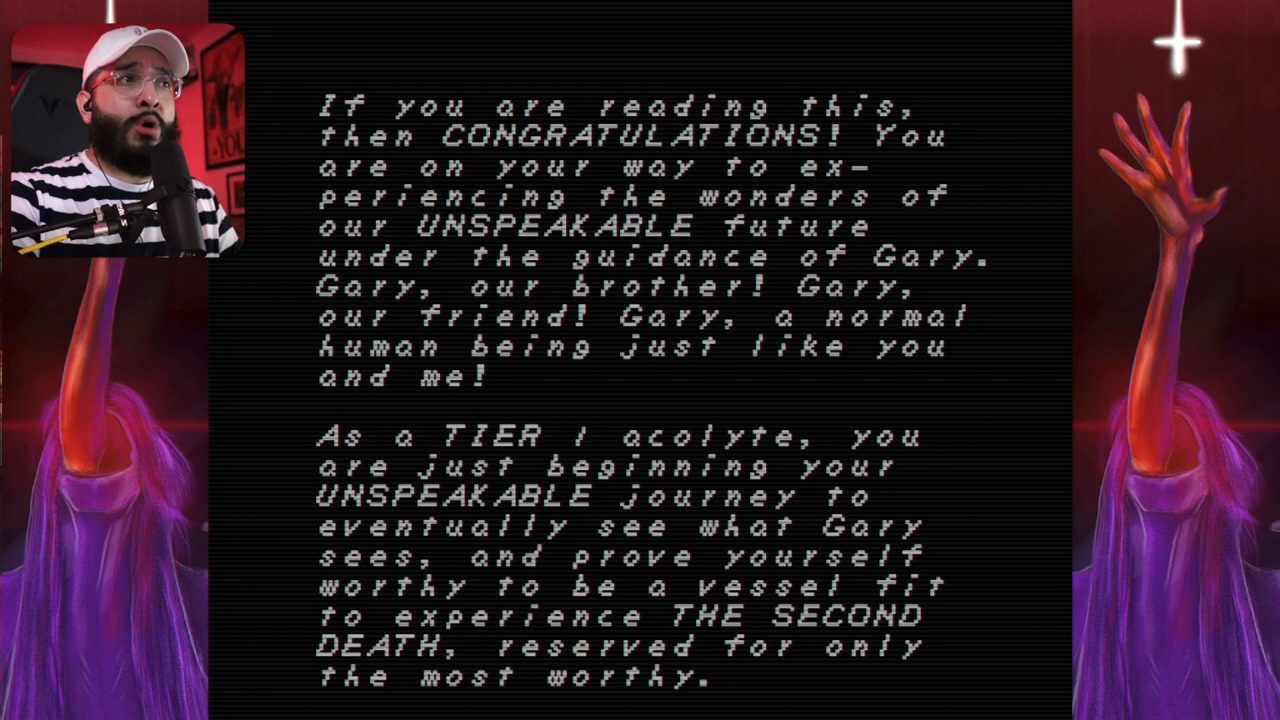 If you are reading this,
then CONGRATULATIONS! You
are on your way to ex-
periencing the wonders of
our UNSPEAKABLE future
under the guidance of Gary.
Gary, our brother! Gary,
our friend! Gary, a normal
human being just like you
and me!
As a TIER 1 acolyte, you
are just beginning your
UNSPEAKABLE journey to
eventually see what Gary
sees, and prove yourself
worthy to be a vessel fit
to experience THE SECOND
DEATH, reserved for only
the most worthy.
YOU